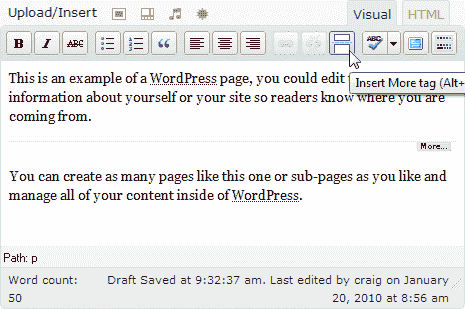 Upload/Insert Visual HTML
B I ABC ABC
This is an example of a WordPress page, you could edit
information about yourself or your site so readers know where you are
coming from.
Insert More tag (Alt+
More...
You can create as many pages like this one or sub-pages as you like and
manage all of your content inside of WordPress.
Path: p
Word count: Draft Saved at 9:32:37 am. Last edited by craig on January
50 20, 2010 at 8:56 am